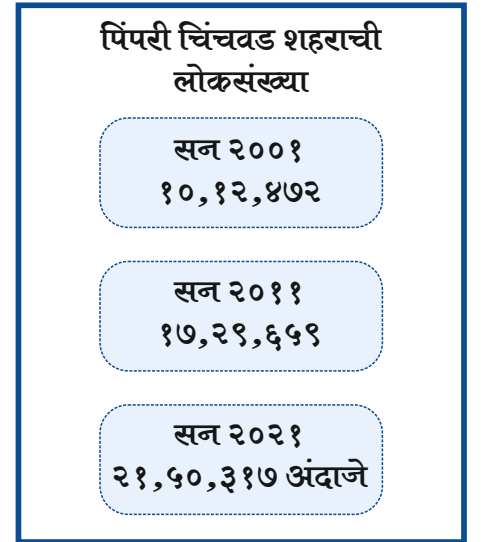 पिंपरी चिंचवड शहराची
लोकसंख्या
सन २००१
१०,१२,४७२
सन २०११
१७,२९,६५९
सन २०२१
२१,५०,३१७ अंदाजे